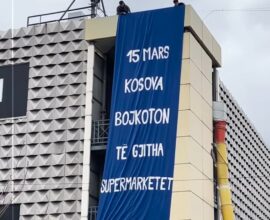 15 MARS
KOSOVA
BOJKOTON
TË GJITHA
SUPERMARKETET